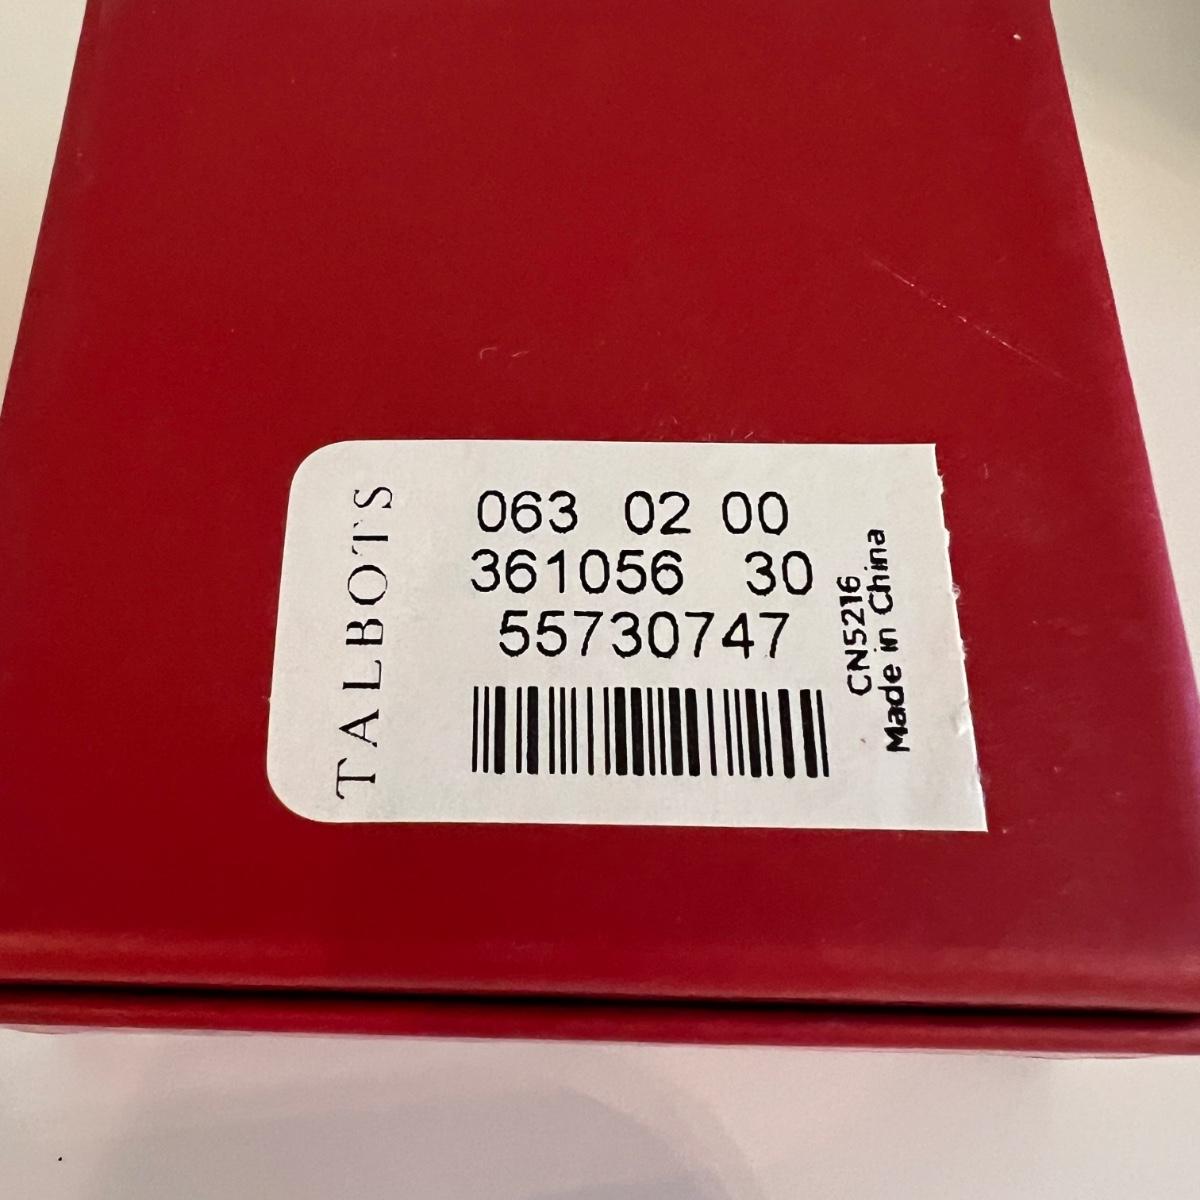 TALBOTS
063 02 00
361056 30
55730747
CN5216
Made in China